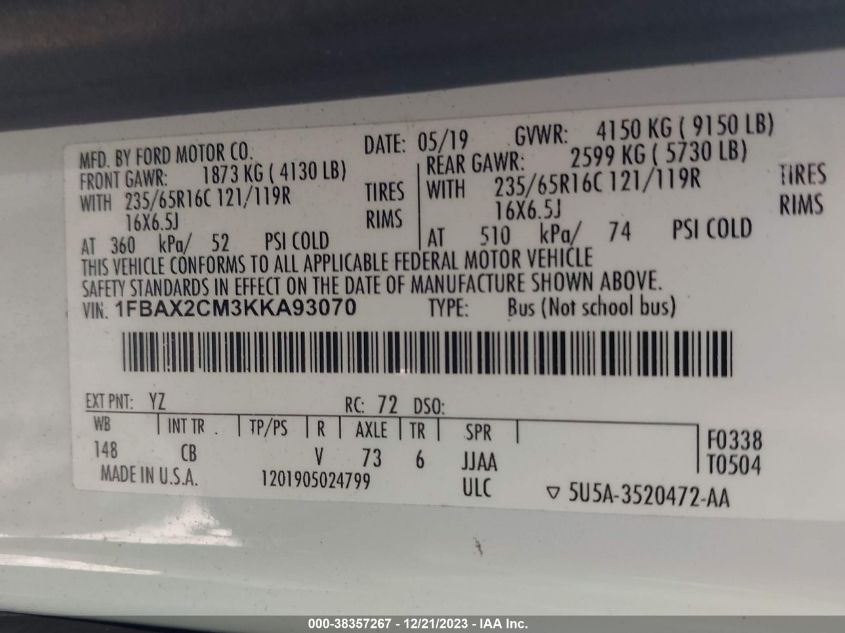 MFD. BY FORD MOTOR CO. DATE: 05/19 GVWR: 4150 KG ( 9150 LB)
FRONT GAWR: 1873 KG ( 4130 LB) REAR GAWR: 2599 KG ( 5730 LB)
WITH 235/65R16C 121/119R TIRES WITH 235/65R16C 121/119R TIRES
16X6.5J RIMS 16X6.5J RIMS
AT 360 kPa/ 52 PSI COLD AT 510 kPa/ 74 PSI COLD
THIS VEHICLE CONFORMS TO ALL APPLICABLE FEDERAL MOTOR VEHICLE
SAFETY STANDARDS IN EFFECT ON THE DATE OF MANUFACTURE SHOWN ABOVE.
VIN. 1FBAX2CM3KKA93070 TYPE: Bus (Not school bus)
EXT PNT: YZ RC: 72 DSO:
WB INT TR . TP/PS R AXLE TR SPR F0338
148 CB V 73 6 JJAA T0504
MADE IN U.S.A. 1201905024799 ULC ▽ 5U5A-3520472-AA
000-38357267 - 12/21/2023 - IAA Inc.